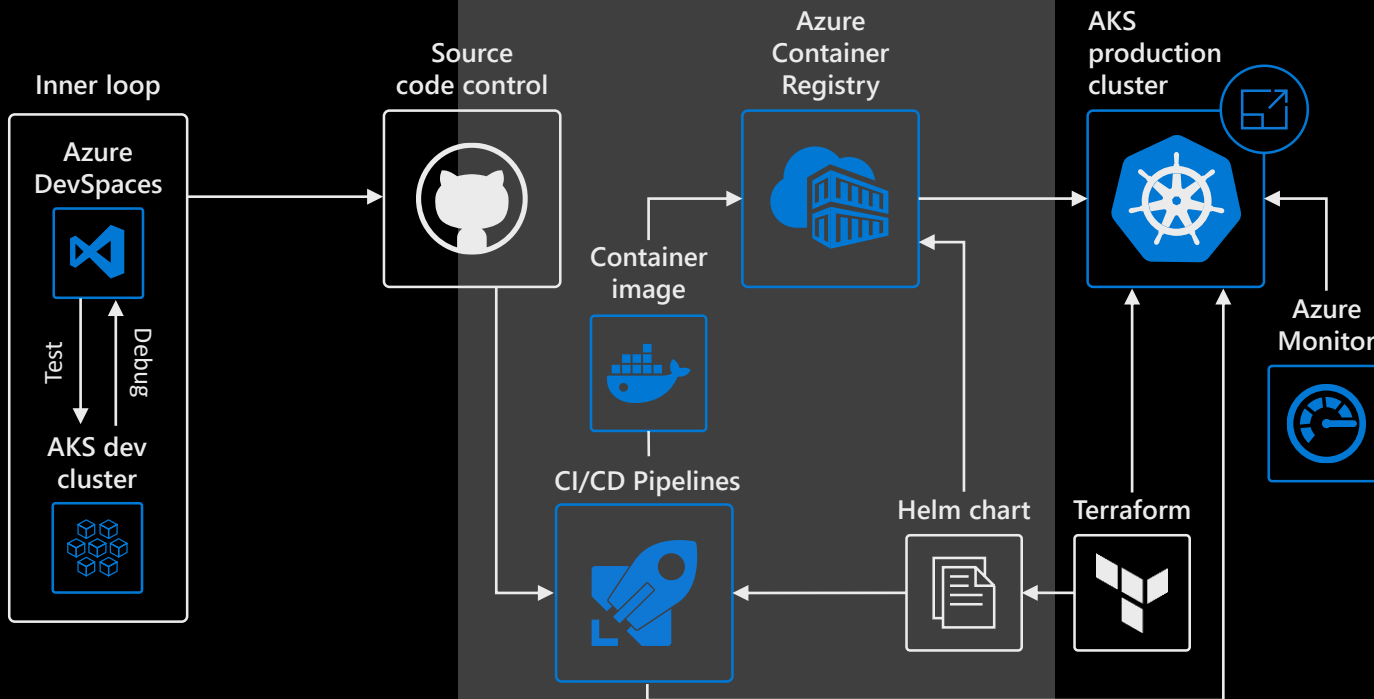 Inner loop
Azure
DevSpaces
Test
Debug
AKS dev
cluster
Source
code control
Container
image
CI/CD Pipelines
Azure
Container
Registry
Helm chart
AKS
production
cluster
Terraform
Azure
Monitor